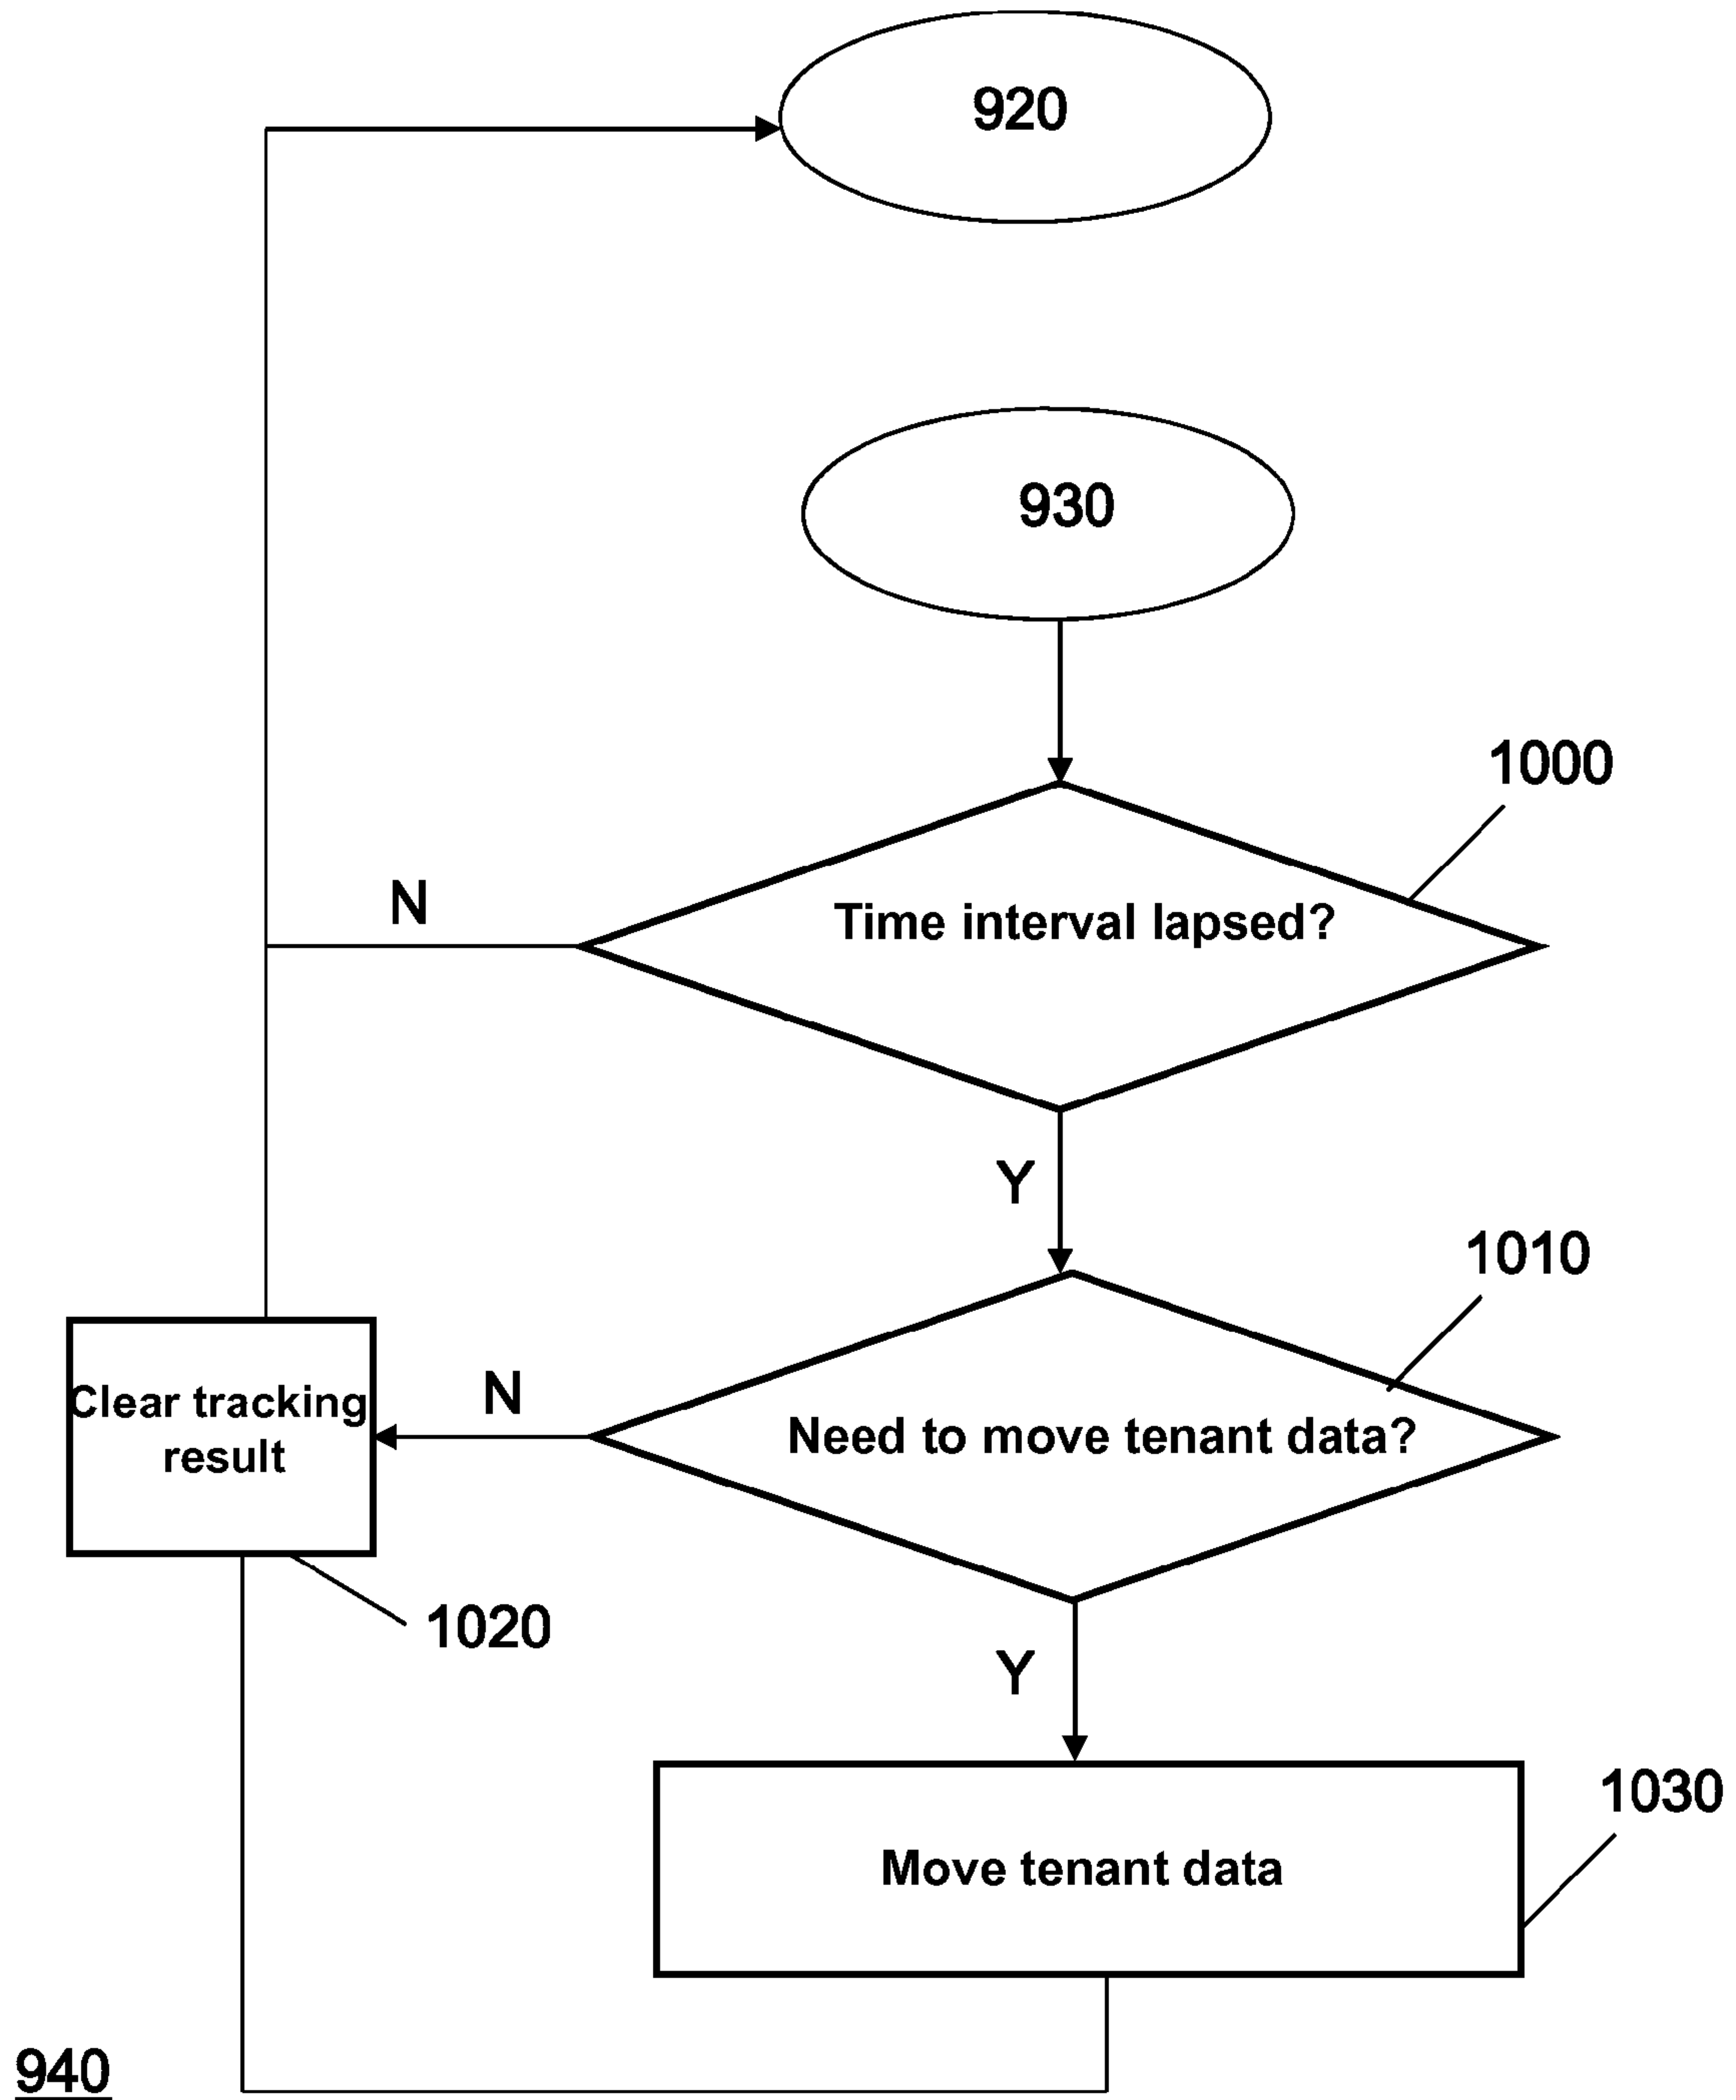 920
930
1000
N
Time interval lapsed?
Y
1010
Clear tracking
result
N
Need to move tenant data?
1020
Y
1030
Move tenant data
940